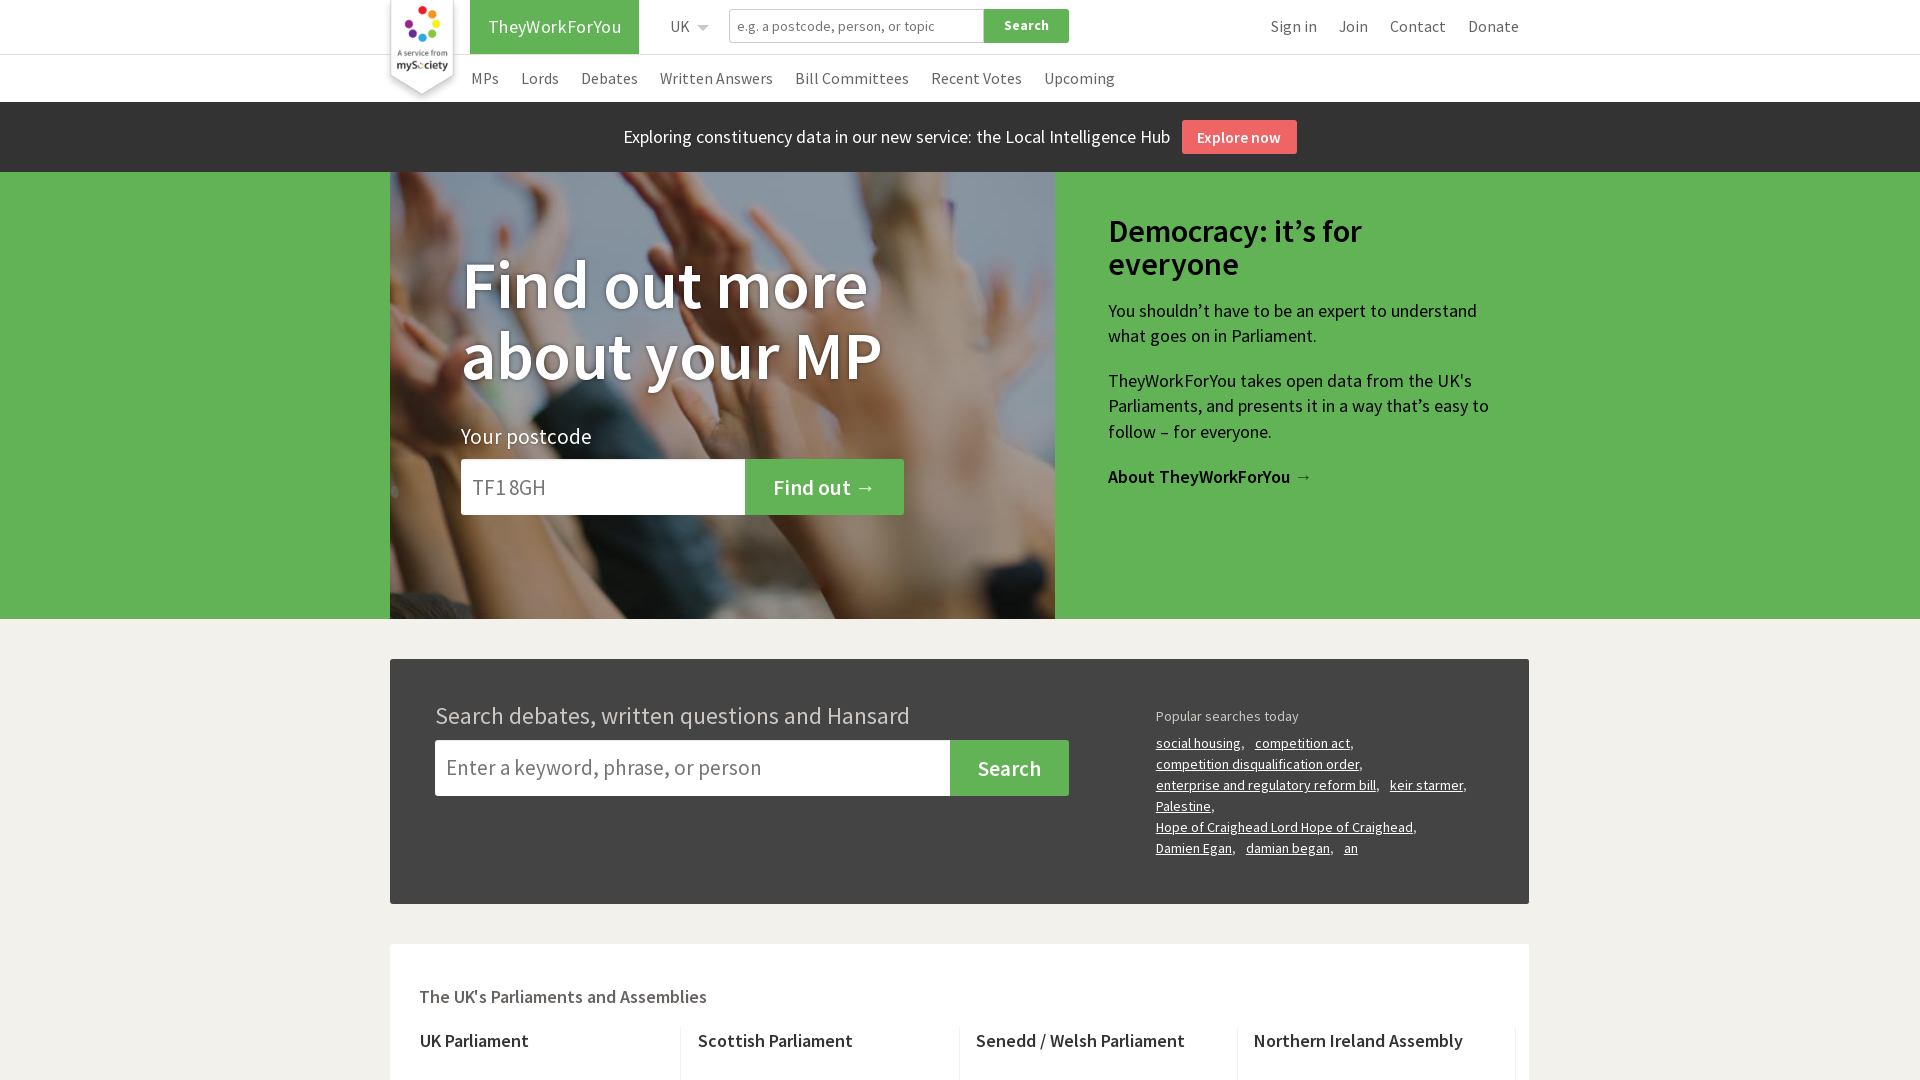 A service from
mySociety
TheyWorkForYou
UK
e.g. a postcode, person, or topic
Search
Sign in
Join
Contact
Donate
MPs
Lords
Debates
Written Answers
Bill Committees
Recent Votes
Upcoming
Exploring constituency data in our new service: the Local Intelligence Hub
Explore now
Find out more
about your MP
Your postcode
TF1 8GH
Find out →
Democracy: it’s for
everyone
You shouldn’t have to be an expert to understand
what goes on in Parliament.
TheyWorkForYou takes open data from the UK's
Parliaments, and presents it in a way that’s easy to
follow – for everyone.
About TheyWorkForYou →
Search debates, written questions and Hansard
Enter a keyword, phrase, or person
Search
Popular searches today
social housing, competition act,
competition disqualification order,
enterprise and regulatory reform bill, keir starmer,
Palestine,
Hope of Craighead Lord Hope of Craighead,
Damien Egan, damian began, an
The UK's Parliaments and Assemblies
UK Parliament
Scottish Parliament
Senedd / Welsh Parliament
Northern Ireland Assembly